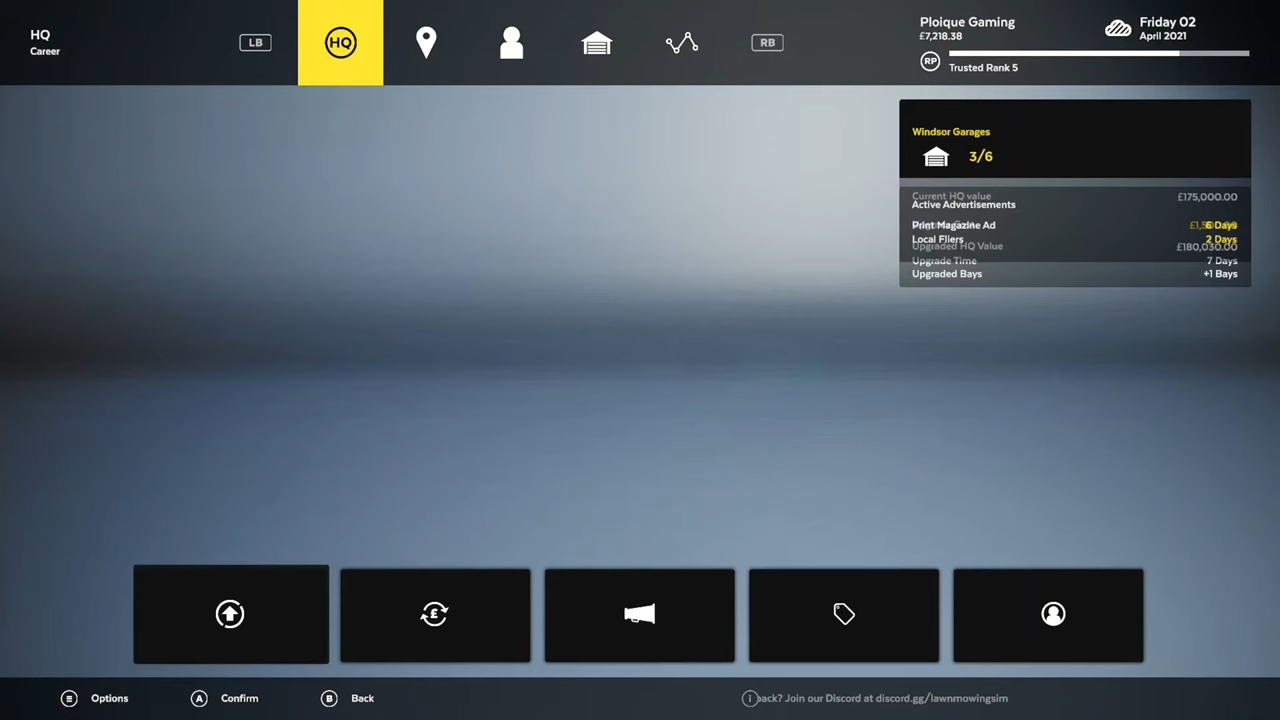 HQ
Career
LB
HQ
RB
Ploique Gaming
£7,218.38
RP
Trusted Rank 5
Friday 02
April 2021
Windsor Garages
3/6
Current HQ value £175,000.00
Active Advertisements
Print Magazine Ad 6 Days
Local Fliers 2 Days
Upgraded HQ Value £180,030.00
Upgrade Time 7 Days
Upgraded Bays +1 Bays
£
Options
A Confirm
B Back
back? Join our Discord at discord.gg/lawnmowingsim